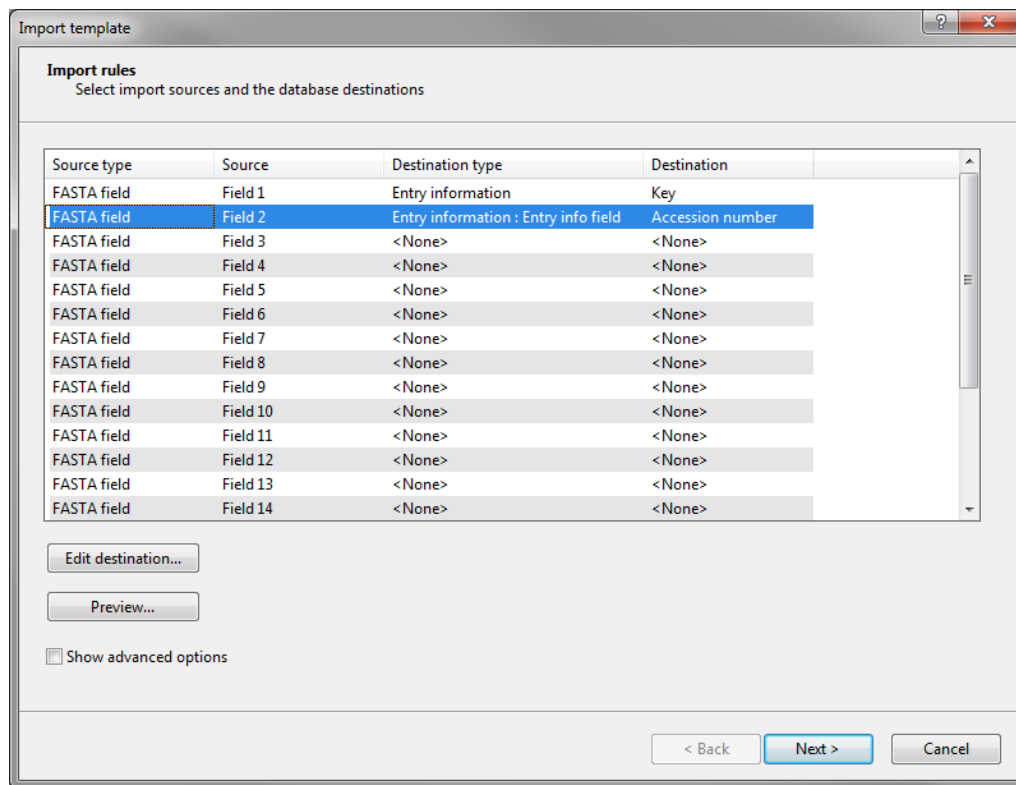 Import template
Import rules
Select import sources and the database destinations
Source type Source Destination type Destination
FASTA field Field 1 Entry information Key
FASTA field Field 2 Entry information : Entry info field Accession number
FASTA field Field 3 <None> <None>
FASTA field Field 4 <None> <None>
FASTA field Field 5 <None> <None>
FASTA field Field 6 <None> <None>
FASTA field Field 7 <None> <None>
FASTA field Field 8 <None> <None>
FASTA field Field 9 <None> <None>
FASTA field Field 10 <None> <None>
FASTA field Field 11 <None> <None>
FASTA field Field 12 <None> <None>
FASTA field Field 13 <None> <None>
FASTA field Field 14 <None> <None>
Edit destination...
Preview...
Show advanced options
< Back Next > Cancel